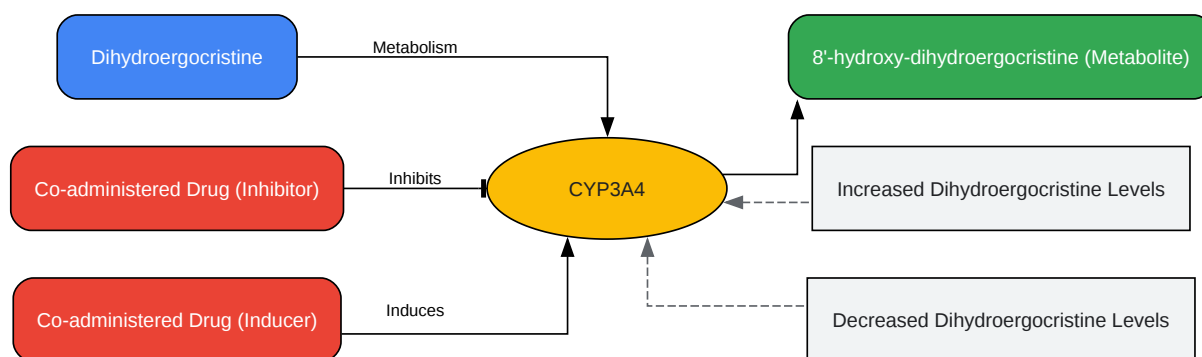 Dihydroergocristine
Metabolism
8'-hydroxy-dihydroergocristine (Metabolite)
Co-administered Drug (Inhibitor)
Inhibits
CYP3A4
Increased Dihydroergocristine Levels
Co-administered Drug (Inducer)
Induces
Decreased Dihydroergocristine Levels